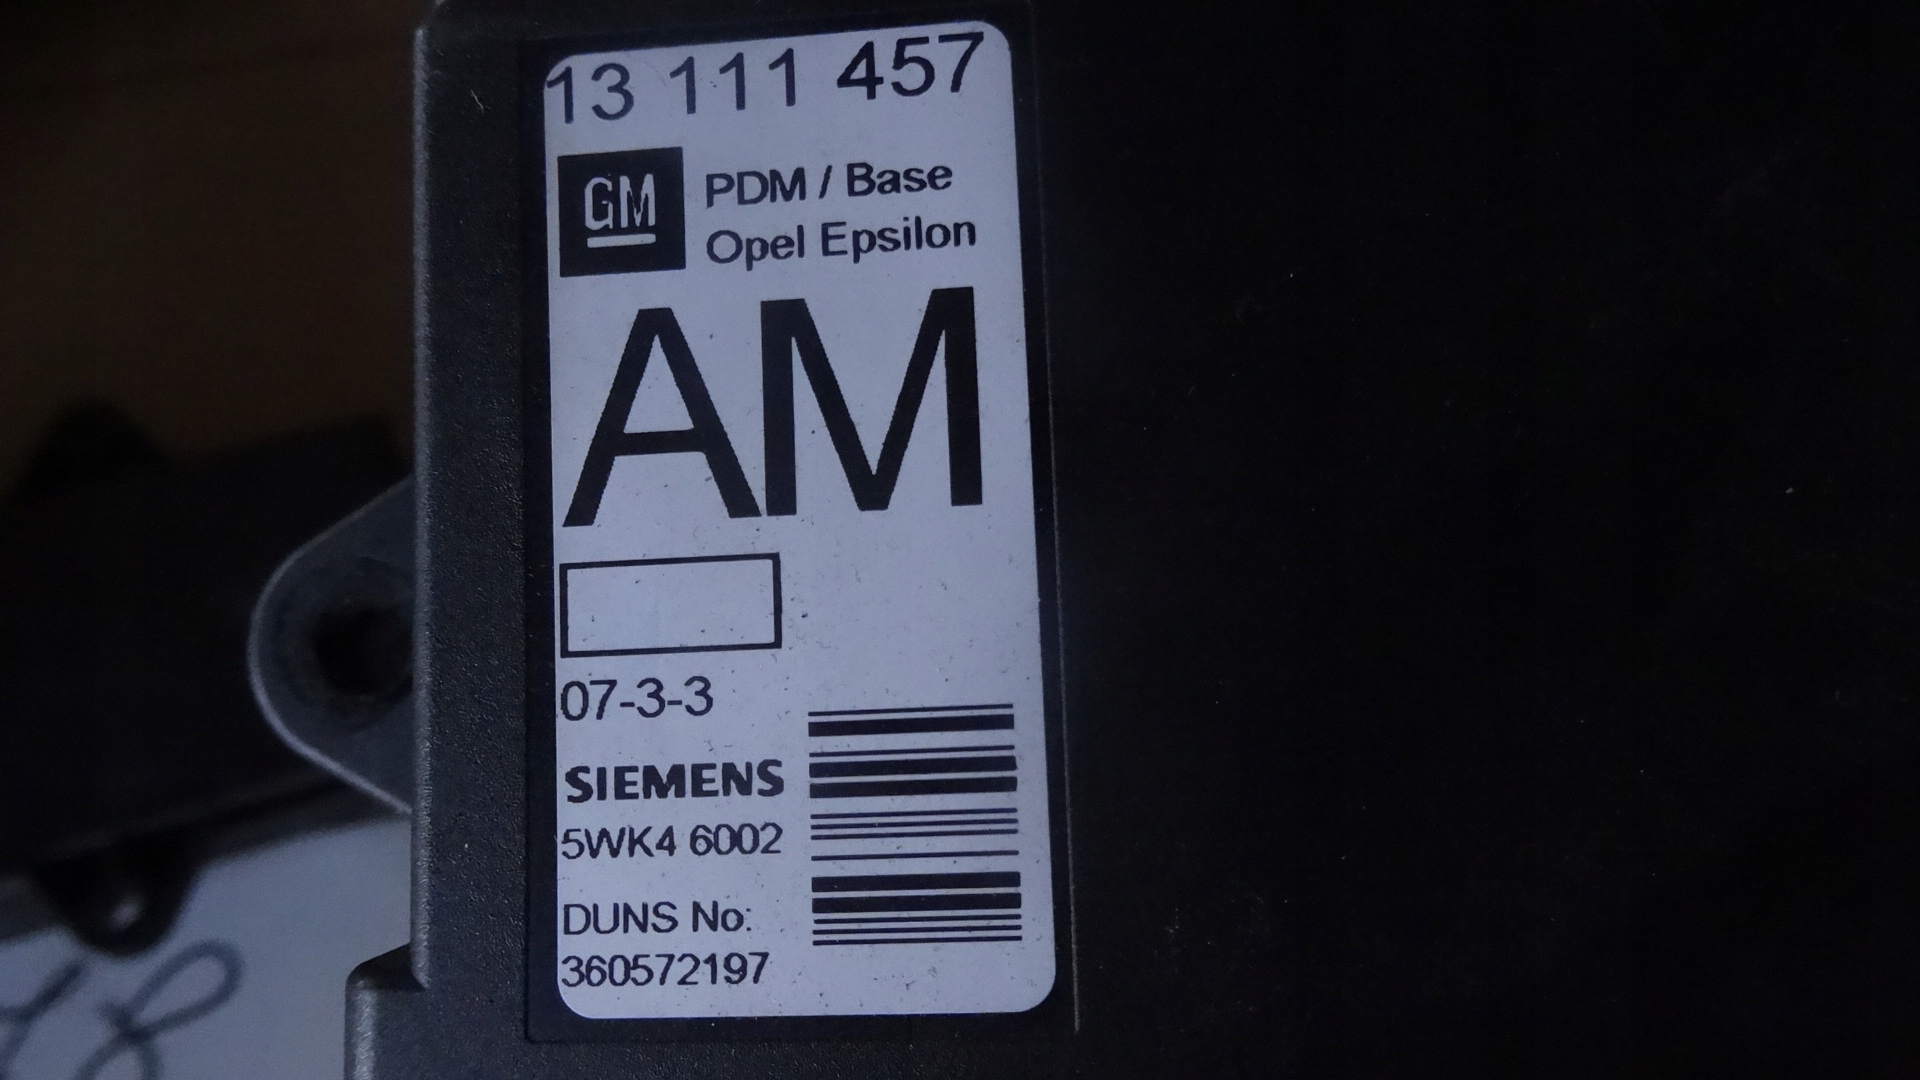 13 111 457
GM
PDM / Base
Opel Epsilon
AM
07-3-3
SIEMENS
5WK4 6002
DUNS No:
360572197